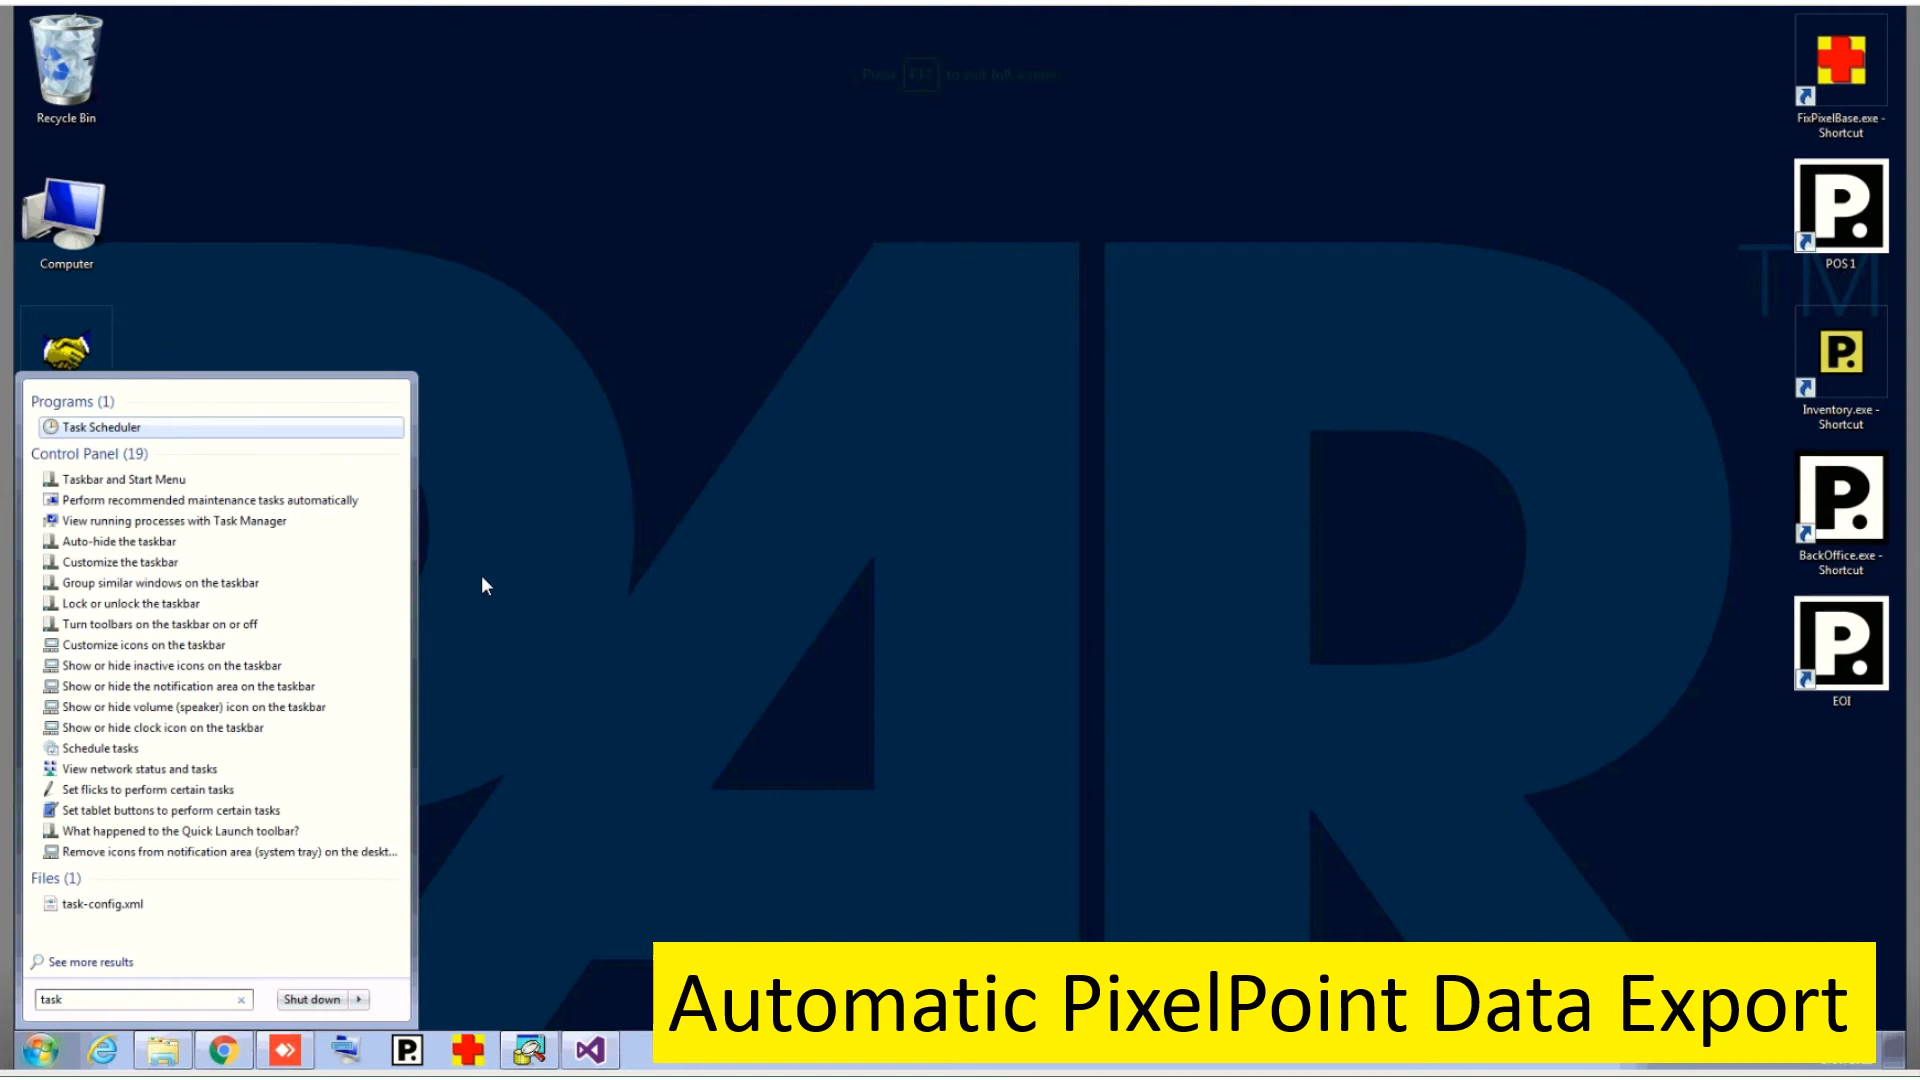 Recycle Bin
Press F11 to exit full screen
FixPixelBase.exe -
Shortcut
Computer
POS 1
TM
PAR
Inventory.exe -
Shortcut
BackOffice.exe -
Shortcut
EOI
Programs (1)
Task Scheduler
Control Panel (19)
Taskbar and Start Menu
Perform recommended maintenance tasks automatically
View running processes with Task Manager
Auto-hide the taskbar
Customize the taskbar
Group similar windows on the taskbar
Lock or unlock the taskbar
Turn toolbars on the taskbar on or off
Customize icons on the taskbar
Show or hide inactive icons on the taskbar
Show or hide the notification area on the taskbar
Show or hide volume (speaker) icon on the taskbar
Show or hide clock icon on the taskbar
Schedule tasks
View network status and tasks
Set flicks to perform certain tasks
Set tablet buttons to perform certain tasks
What happened to the Quick Launch toolbar?
Remove icons from notification area (system tray) on the deskt...
Files (1)
task-config.xml
See more results
task
Shut down
Automatic PixelPoint Data Export